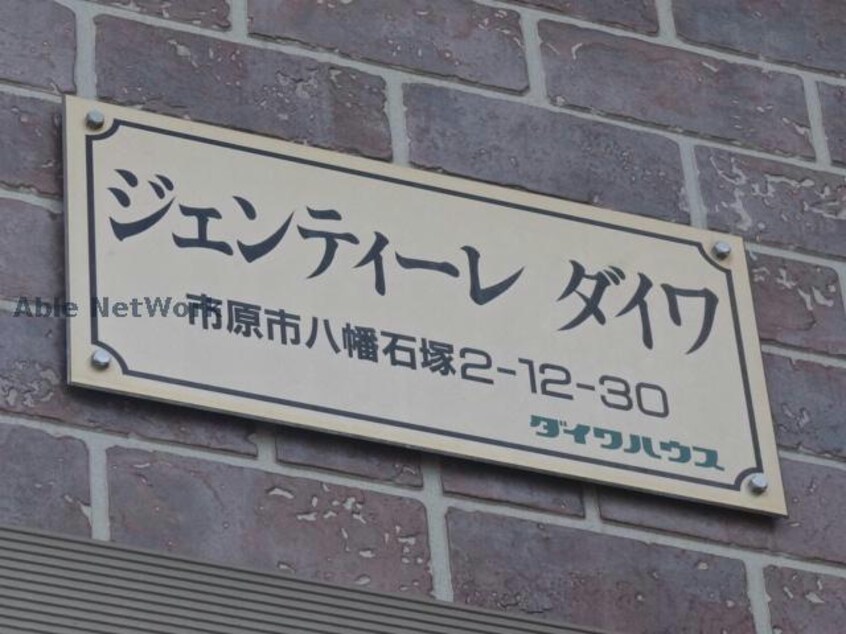 ジェンティーレ ダイワ
市原市八幡石塚2-12-30
ダイワハウス
Able NetWork